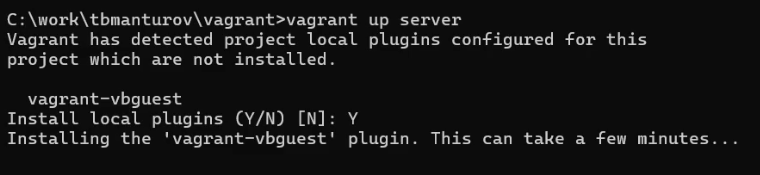 C:\work\tbmanturov\vagrant>vagrant up server
Vagrant has detected project local plugins configured for this
project which are not installed.
vagrant-vbguest
Install local plugins (Y/N) [N]: Y
Installing the 'vagrant-vbguest' plugin. This can take a few minutes...